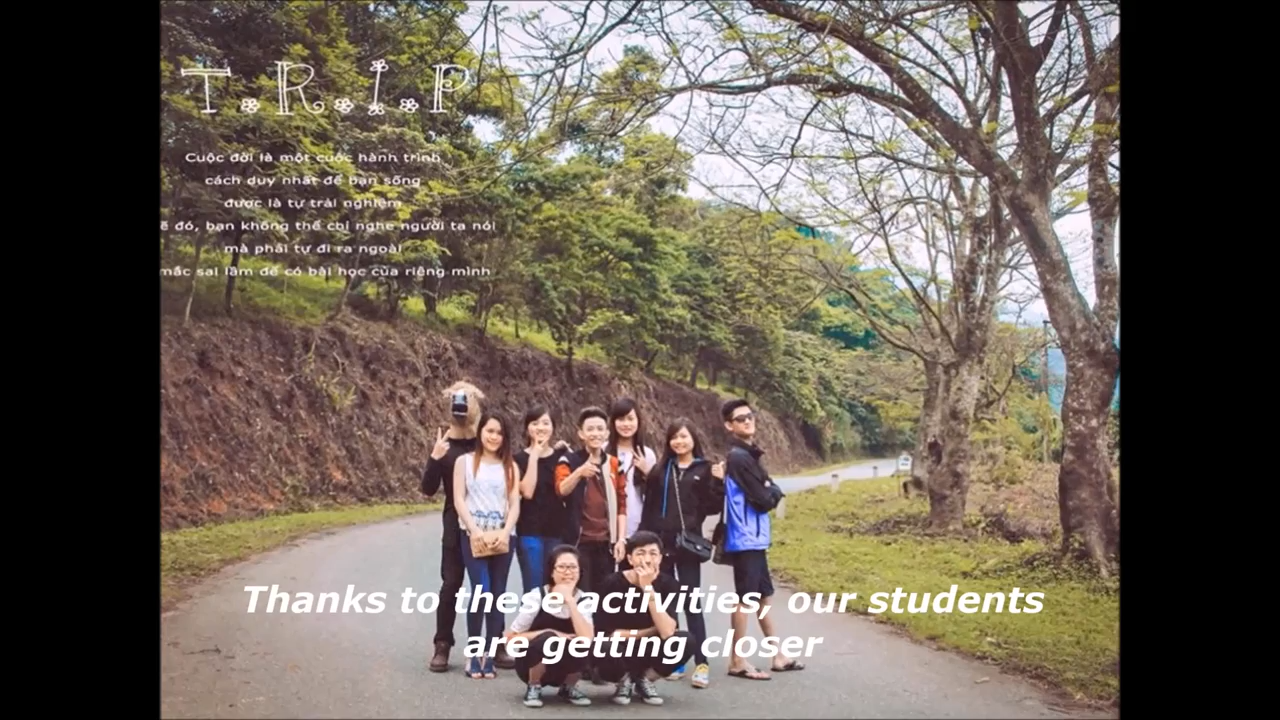 T.R.I.P
Cuộc đời là một cuộc hành trình
cách duy nhất để bạn sống
được là tự trải nghiệm
đó, bạn không thể chỉ nghe người ta nói
mà phải tự đi ra ngoài
mắc sai lầm để có bài học của riêng mình
Thanks to these activities, our students
are getting closer